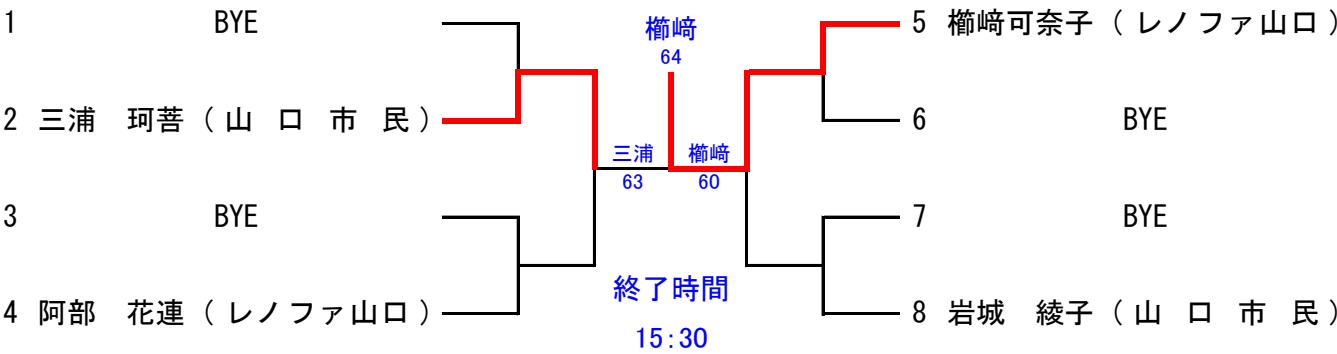 1 BYE
2 三浦 珂菩 ( 山 口 市 民 )
3 BYE
4 阿部 花連 ( レノファ山口 )
櫛﨑
64
三浦 櫛﨑
63 60
終了時間
15:30
5 櫛﨑可奈子 ( レノファ山口 )
6 BYE
7 BYE
8 岩城 綾子 ( 山 口 市 民 )